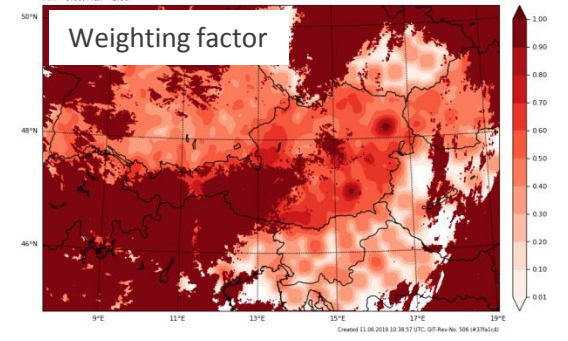 Weighting factor
50°N
48°N
46°N
9°E 11°E 13°E 15°E 17°E 19°E
1.00
0.90
0.80
0.70
0.60
0.50
0.40
0.30
0.20
0.10
0.01
Created 11.06.2019 10:38:57 UTC, GIT-Rev-No. 506 (#37fa1c4)